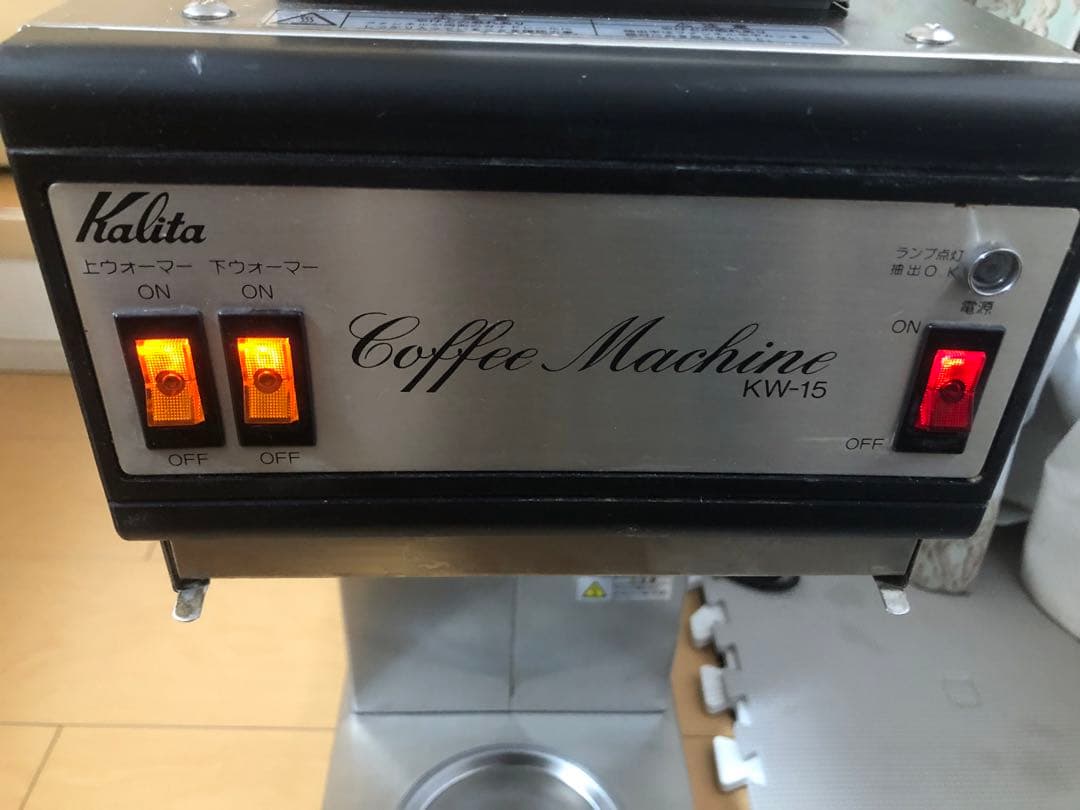 Kalita
上ウォーマー 下ウォーマー
ON ON
OFF OFF
Coffee Machine
KW-15
ランプ点灯
抽出OK
電源
ON
OFF